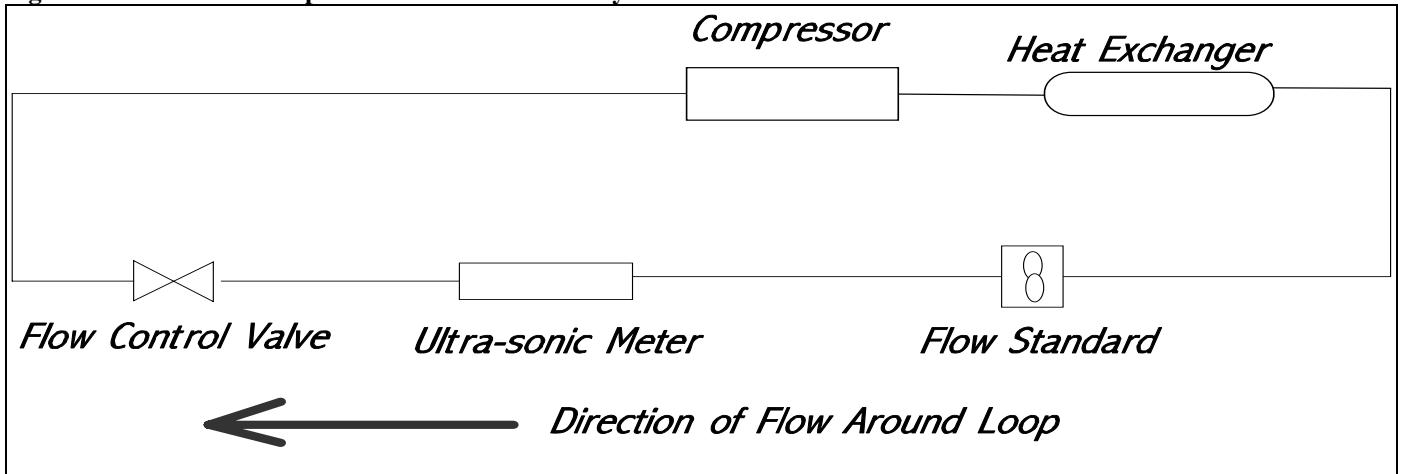 Compressor
Heat Exchanger
Flow Control Valve
Ultra-sonic Meter
Flow Standard
Direction of Flow Around Loop